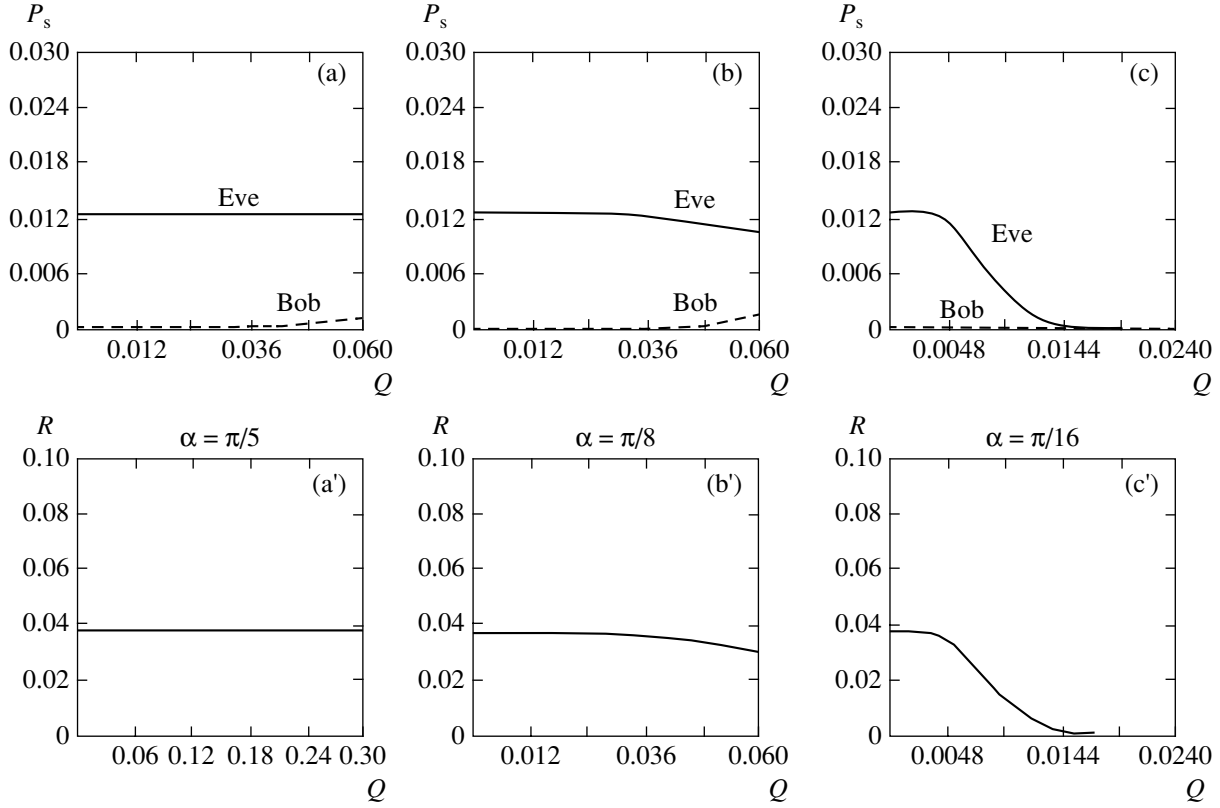 Ps Ps Ps
0.030 0.030 0.030
(a) (b) (c)
0.024 0.024 0.024
0.018 0.018 0.018
Eve Eve
0.012 0.012 0.012
Eve
0.006 0.006 0.006
Bob Bob Bob
0 0 0
0.012 0.036 0.060 0.012 0.036 0.060 0.0048 0.0144 0.0240
Q Q Q
R α = π/5 R α = π/8 R α = π/16
0.10 0.10 0.10
(a') (b') (c')
0.08 0.08 0.08
0.06 0.06 0.06
0.04 0.04 0.04
0.02 0.02 0.02
0 0 0
0.06 0.12 0.18 0.24 0.30 0.012 0.036 0.060 0.0048 0.0144 0.0240
Q Q Q